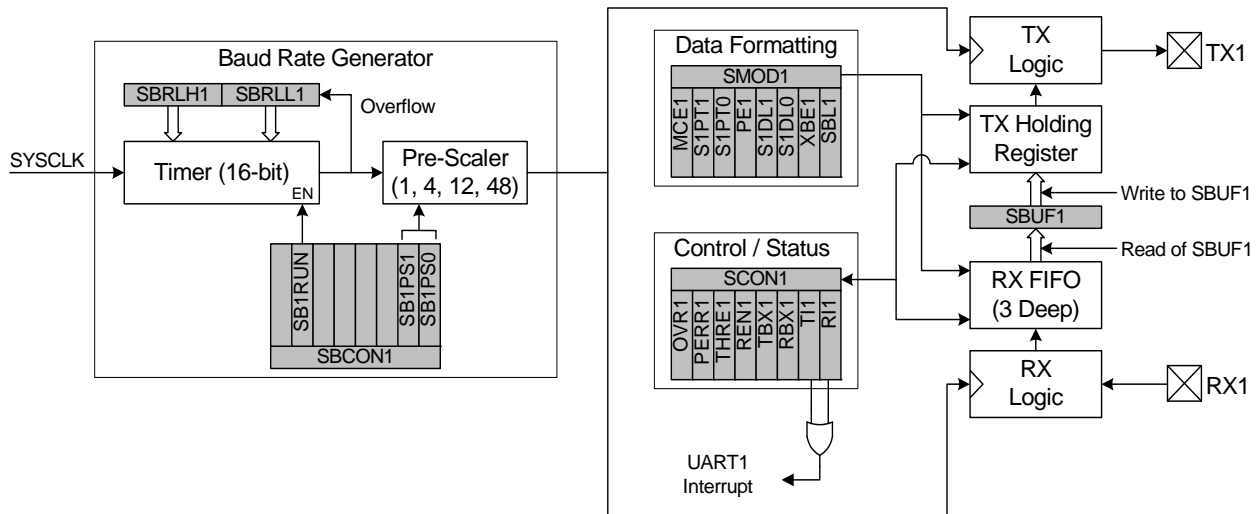 Baud Rate Generator
SBRLH1 SBRLL1
Overflow
SYSCLK
Timer (16-bit)
EN
Pre-Scaler
(1, 4, 12, 48)
SB1RUN
SB1PS1
SB1PS0
SBCON1
Data Formatting
SMOD1
MCE1
S1PT1
S1PT0
PE1
S1DL1
S1DL0
XBE1
SBL1
Control / Status
SCON1
OVR1
PERR1
THRE1
REN1
TBX1
RBX1
TI1
RI1
UART1
Interrupt
TX
Logic
TX1
TX Holding
Register
Write to SBUF1
SBUF1
Read of SBUF1
RX FIFO
(3 Deep)
RX
Logic
RX1